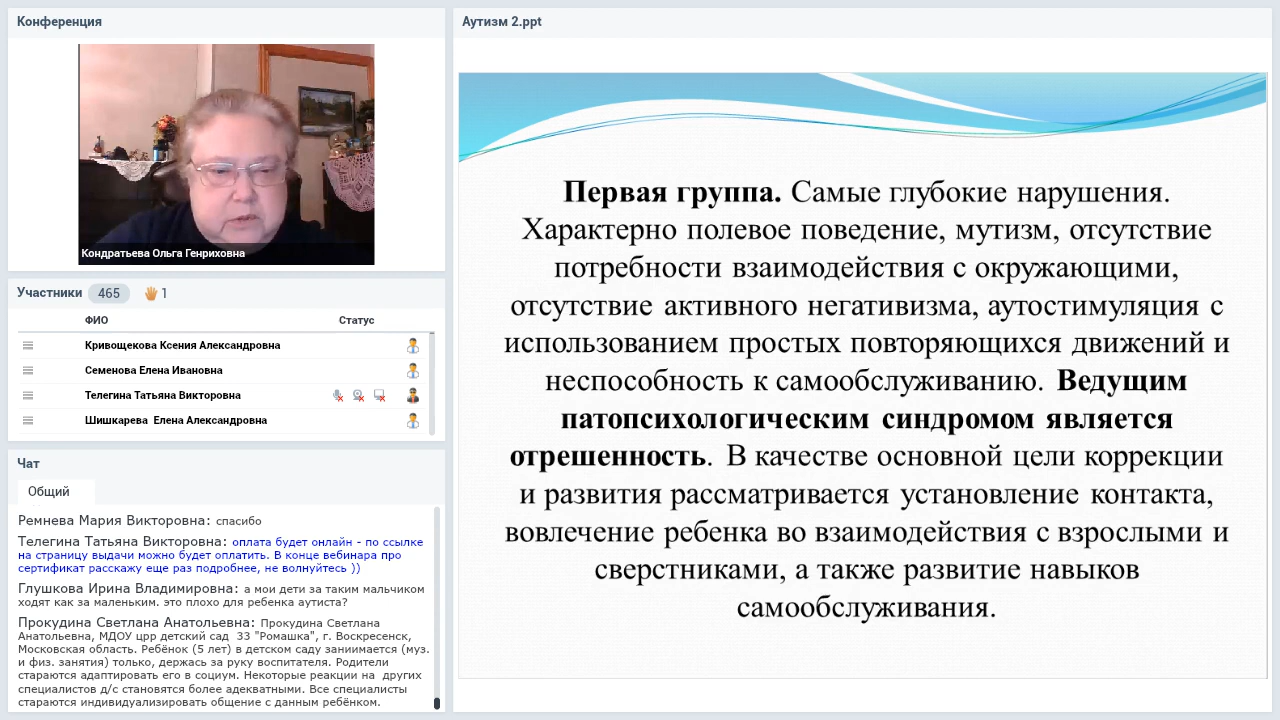 Конференция
Кондратьева Ольга Генриховна
Участники 465 1
ФИО Статус
Кривощекова Ксения Александровна
Семенова Елена Ивановна
Телегина Татьяна Викторовна
Шишкарева Елена Александровна
Чат
Общий
Ремнева Мария Викторовна: спасибо
Телегина Татьяна Викторовна: оплата будет онлайн - по ссылке
на страницу выдачи можно будет оплатить. В конце вебинара про
сертификат расскажу еще раз подробнее, не волнуйтесь ))
Глушкова Ирина Владимировна: а мои дети за таким мальчиком
ходят как за маленьким. это плохо для ребенка аутиста?
Прокудина Светлана Анатольевна: Прокудина Светлана
Анатольевна, МДОУ црр детский сад 33 "Ромашка", г. Воскресенск,
Московская область. Ребёнок (5 лет) в детском саду заниимается (муз.
и физ. занятия) только, держась за руку воспитателя. Родители
стараются адаптировать его в социум. Некоторые реакции на других
специалистов д/с становятся более адекватными. Все специалисты
стараются индивидуализировать общение с данным ребёнком.
Аутизм 2.ppt
Первая группа. Самые глубокие нарушения.
Характерно полевое поведение, мутизм, отсутствие
потребности взаимодействия с окружающими,
отсутствие активного негативизма, аутостимуляция с
использованием простых повторяющихся движений и
неспособность к самообслуживанию. Ведущим
патопсихологическим синдромом является
отрешенность. В качестве основной цели коррекции
и развития рассматривается установление контакта,
вовлечение ребенка во взаимодействия с взрослыми и
сверстниками, а также развитие навыков
самообслуживания.